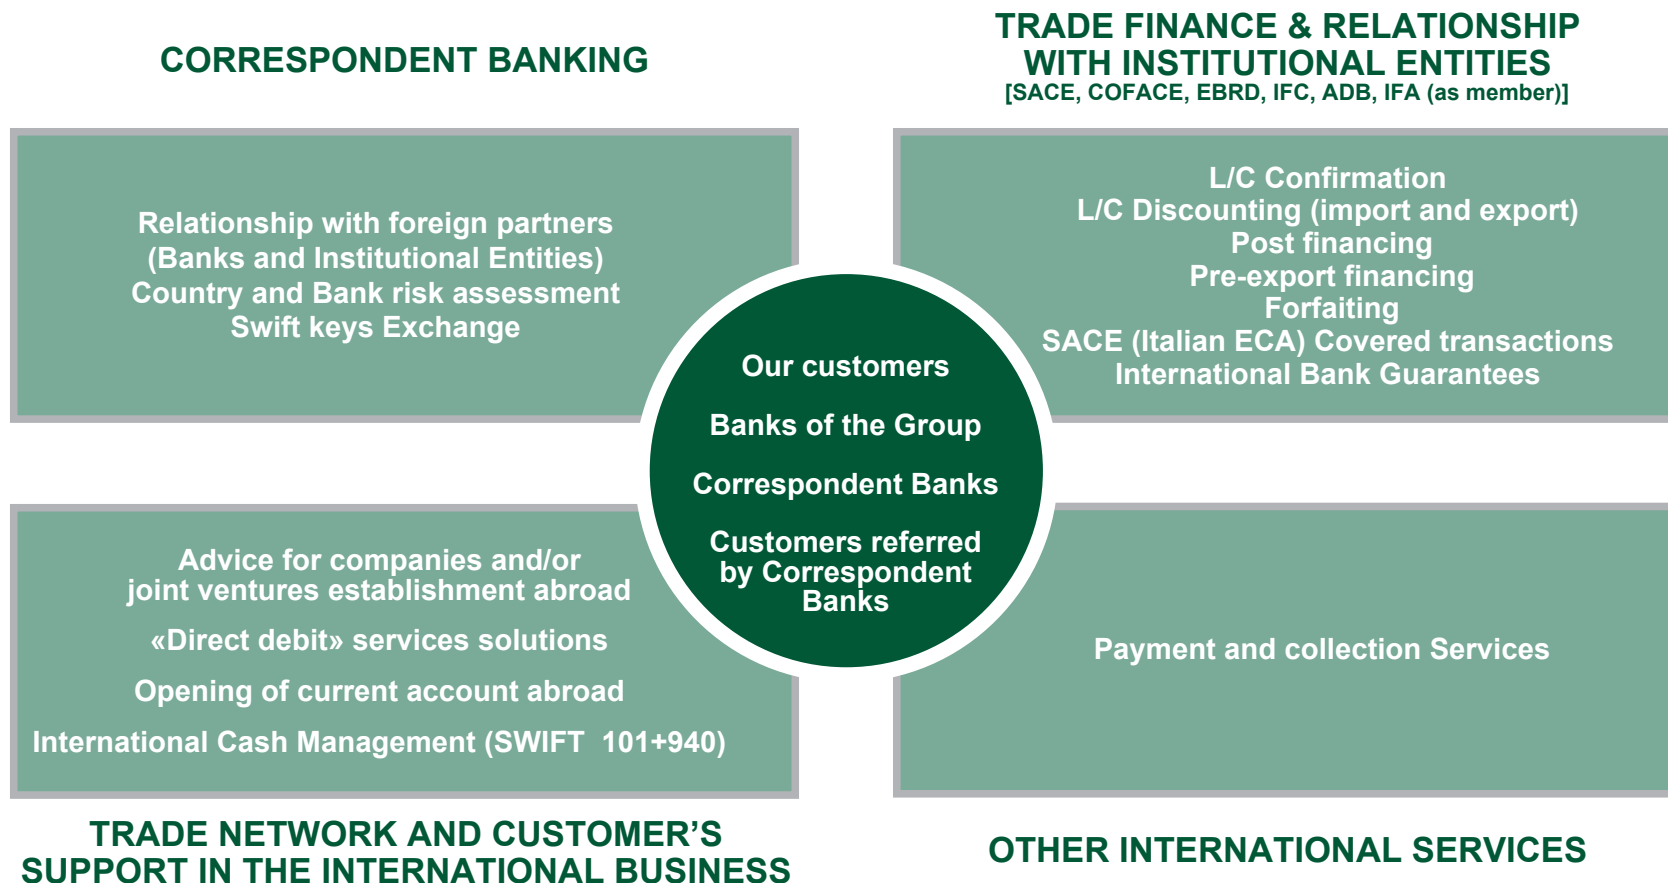 CORRESPONDENT BANKING
TRADE FINANCE & RELATIONSHIP
WITH INSTITUTIONAL ENTITIES
[SACE, COFACE, EBRD, IFC, ADB, IFA (as member)]
Relationship with foreign partners
(Banks and Institutional Entities)
Country and Bank risk assessment
Swift keys Exchange
L/C Confirmation
L/C Discounting (import and export)
Post financing
Pre-export financing
Forfaiting
SACE (Italian ECA) Covered transactions
International Bank Guarantees
Our customers
Banks of the Group
Correspondent Banks
Customers referred
by Correspondent
Banks
Advice for companies and/or
joint ventures establishment abroad
«Direct debit» services solutions
Opening of current account abroad
International Cash Management (SWIFT 101+940)
Payment and collection Services
TRADE NETWORK AND CUSTOMER’S
SUPPORT IN THE INTERNATIONAL BUSINESS
OTHER INTERNATIONAL SERVICES